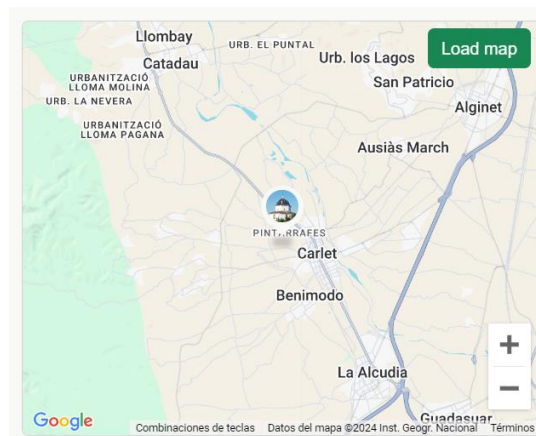 Llombay
URB. EL PUNTAL
Load map
Catadau
Urb. los Lagos
URBANITZACIÓ
LLOMA MOLINA
San Patricio
URB. LA NEVERA
Alginet
URBANITZACIÓ
LLOMA PAGANA
Ausiàs March
Carlet
Benimodo
La Alcudia
Guadasuar
Google
Combinaciones de teclas
Datos del mapa ©2024 Inst. Geogr. Nacional
Términos